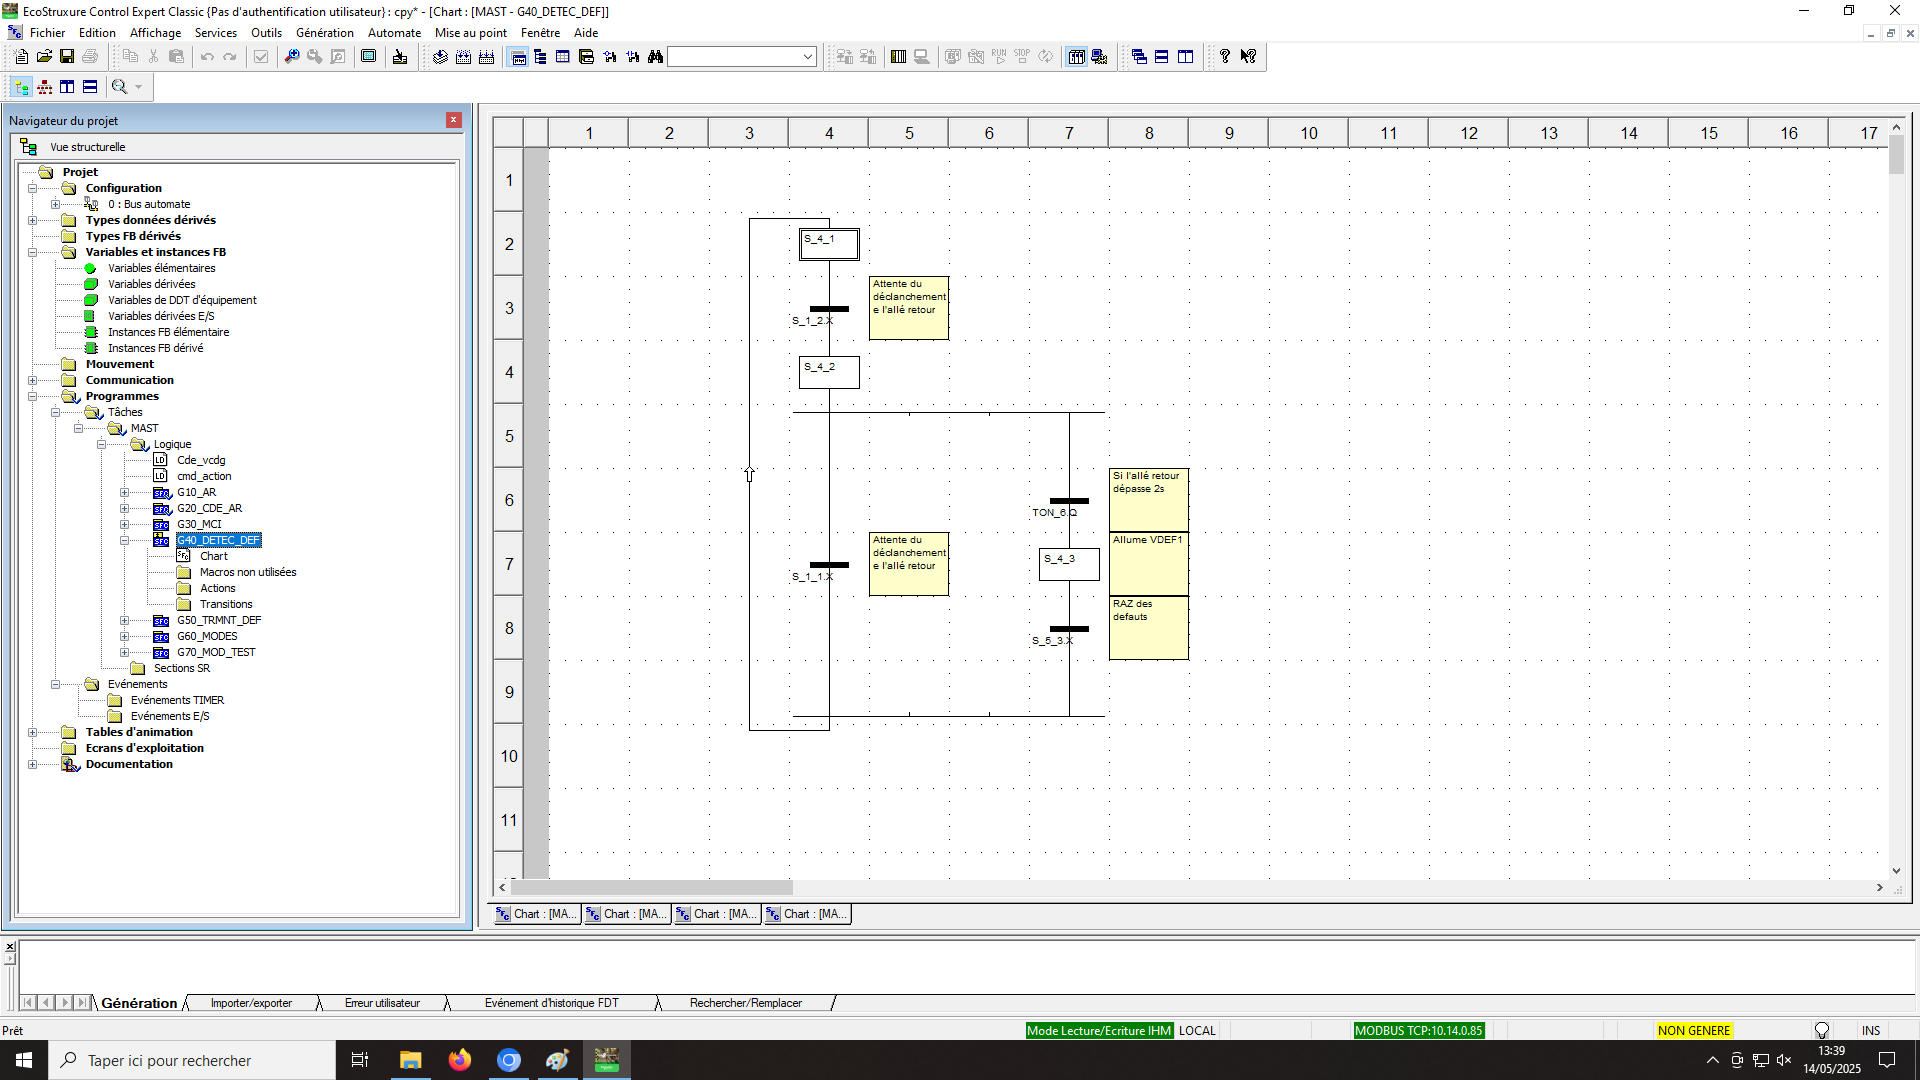 EcoStruxure Control Expert Classic {Pas d'authentification utilisateur} : cpy* - [Chart : [MAST - G40_DETEC_DEF]]
Fichier Edition Affichage Services Outils Génération Automate Mise au point Fenêtre Aide
Navigateur du projet
Vue structurelle
Projet
Configuration
0 : Bus automate
Types données dérivés
Types FB dérivés
Variables et instances FB
Variables élémentaires
Variables dérivées
Variables de DDT d'équipement
Variables dérivées E/S
Instances FB élémentaire
Instances FB dérivé
Mouvement
Communication
Programmes
Tâches
MAST
Logique
Cde_vcdg
cmd_action
G10_AR
G20_CDE_AR
G30_MCI
G40_DETEC_DEF
Chart
Macros non utilisées
Actions
Transitions
G50_TRMNT_DEF
G60_MODES
G70_MOD_TEST
Sections SR
Evénements
Evénements TIMER
Evénements E/S
Tables d'animation
Ecrans d'exploitation
Documentation
1 2 3 4 5 6 7 8 9 10 11 12 13 14 15 16 17
1
2
3
4
5
6
7
8
9
10
11
S_4_1
Attente du
déclanchement
e l'allé retour
S_1_2.X
S_4_2
Si l'allé retour
dépasse 2s
TON_6.Q
Attente du
déclanchement
e l'allé retour
Allume VDEF1
S_4_3
S_1_1.X
RAZ des
defauts
S_5_3.X
Chart : [MA... Chart : [MA... Chart : [MA... Chart : [MA...
Génération Importer/exporter Erreur utilisateur Evénement d'historique FDT Rechercher/Remplacer
Prêt Mode Lecture/Ecriture IHM LOCAL MODBUS TCP:10.14.0.85 NON GENERE INS
Taper ici pour rechercher
13:39
14/05/2025